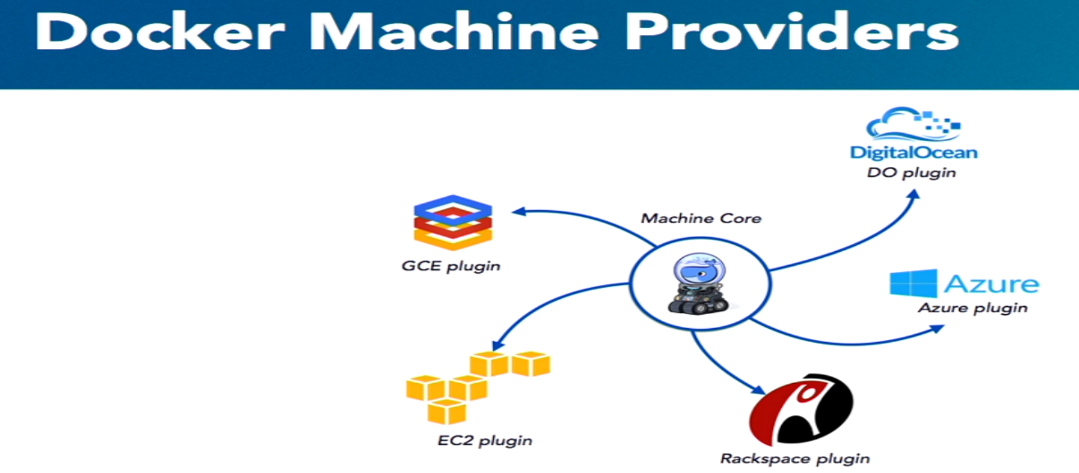 Docker Machine Providers
DigitalOcean
DO plugin
Machine Core
GCE plugin
Azure
Azure plugin
EC2 plugin
Rackspace plugin